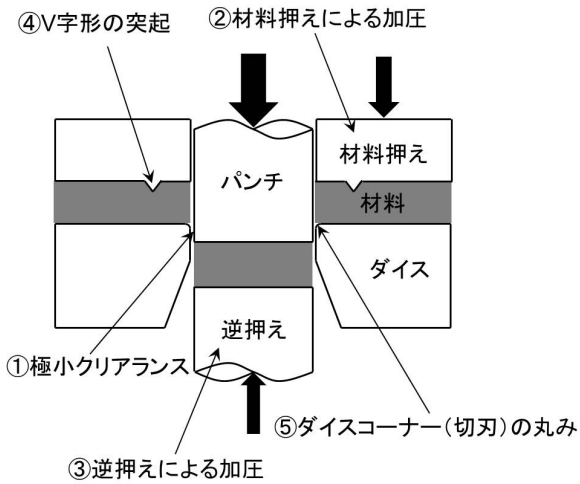 ④V字形の突起
②材料押えによる加圧
パンチ
材料押え
材料
ダイス
逆押え
①極小クリアランス
⑤ダイスコーナー(切刃)の丸み
③逆押えによる加圧